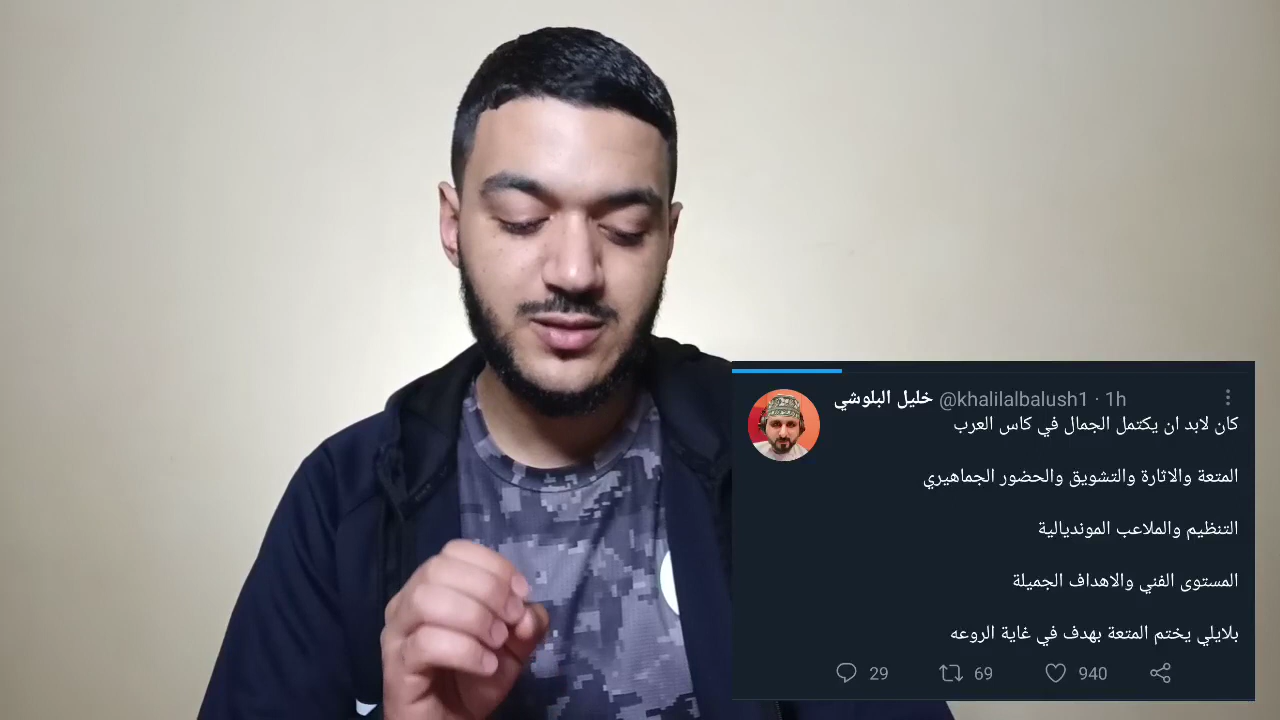 خليل البلوشي @khalilalbalush1 · 1h
كان لابد ان يكتمل الجمال في كاس العرب
المتعة والاثارة والتشويق والحضور الجماهيري
التنظيم والملاعب المونديالية
المستوى الفني والاهداف الجميلة
بلايلي يختم المتعة بهدف في غاية الروعه
29 69 940